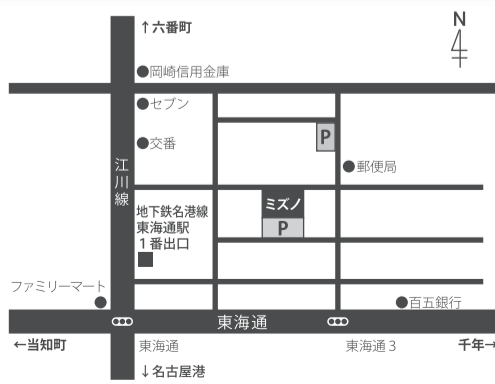 ↑六番町
N
●岡崎信用金庫
●セブン
●交番
P
●郵便局
江川線
ミズノ
P
地下鉄名港線
東海通駅
1番出口
ファミリーマート
●百五銀行
東海通
←当知町
東海通
東海通3
千年→
↓名古屋港